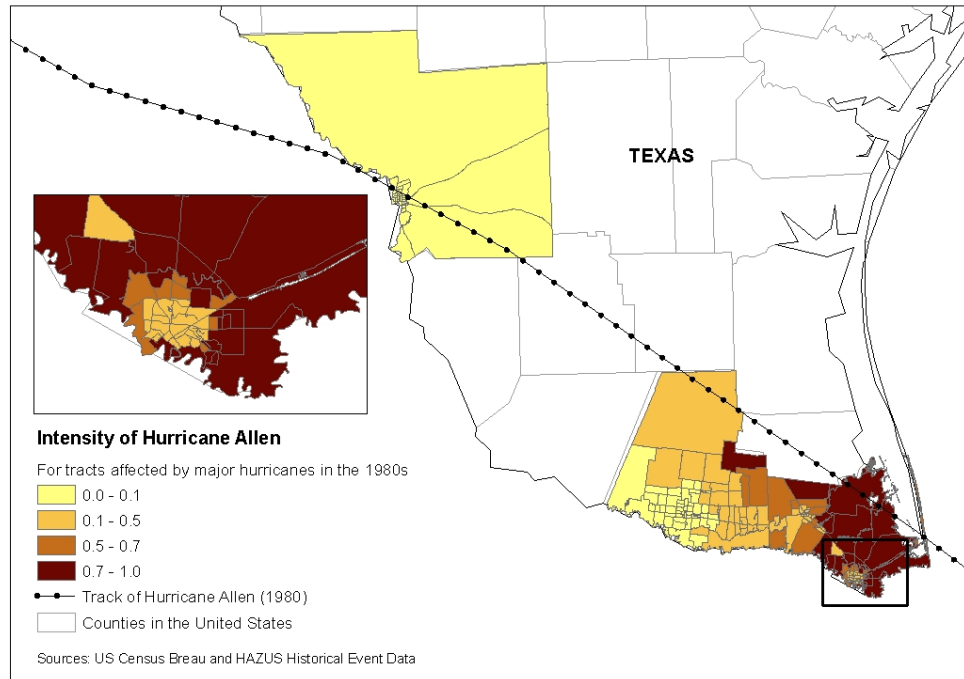 TEXAS
Intensity of Hurricane Allen
For tracts affected by major hurricanes in the 1980s
0.0 - 0.1
0.1 - 0.5
0.5 - 0.7
0.7 - 1.0
Track of Hurricane Allen (1980)
Counties in the United States
Sources: US Census Breau and HAZUS Historical Event Data